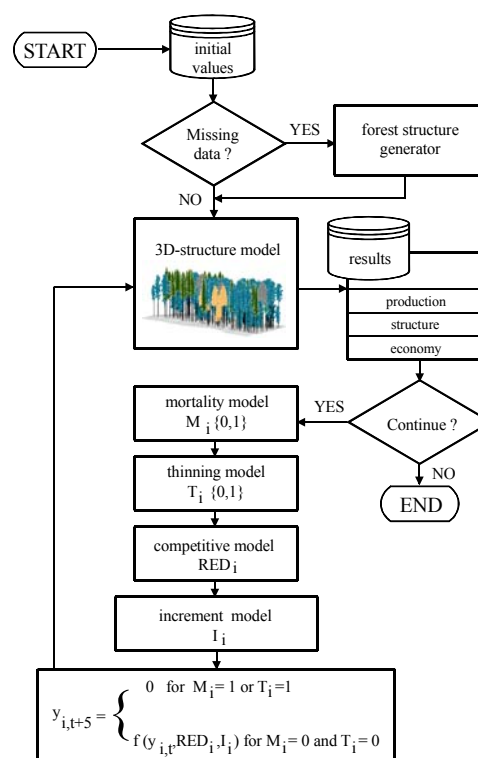 START
initial
values
Missing
data ?
YES
forest structure
generator
NO
3D-structure model
results
production
structure
economy
mortality model
M i {0,1}
YES
Continue ?
thinning model
T i {0,1}
NO
END
competitive model
RED i
increment model
I i
y i,t+5 = { 0 for M i = 1 or T i =1
f (y i,t, RED i ,I i ) for M i = 0 and T i = 0